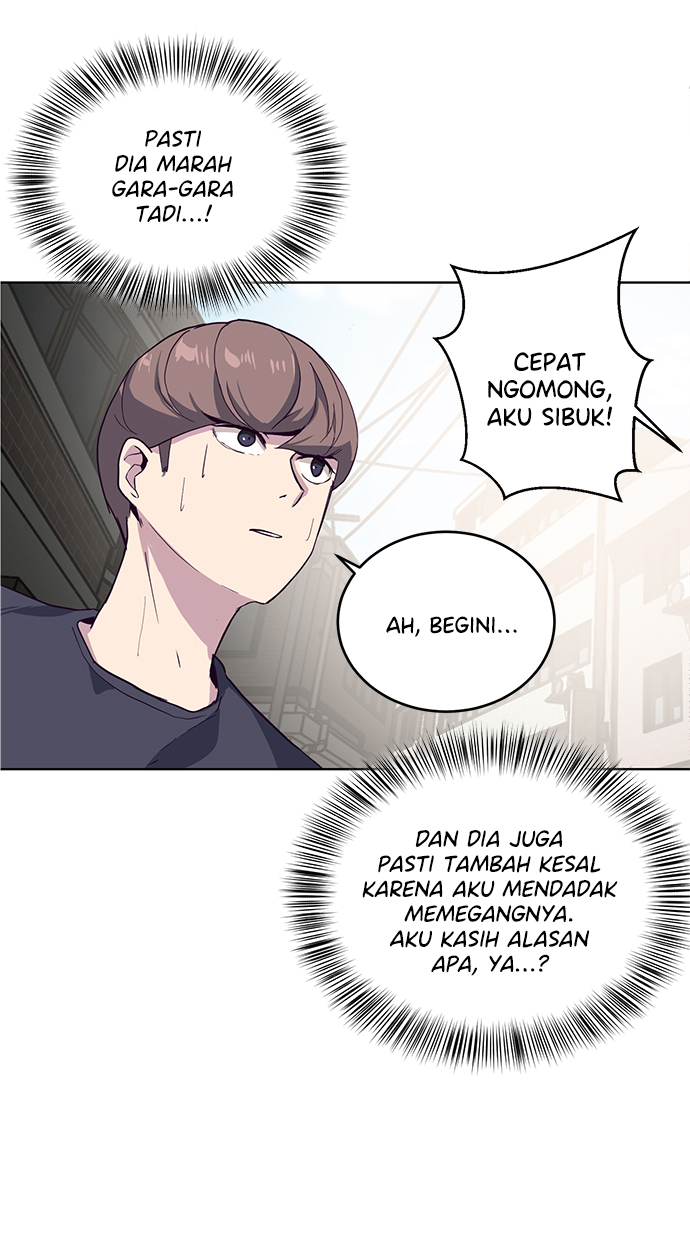 PASTI
DIA MARAH
GARA-GARA
TADI...!
CEPAT
NGOMONG,
AKU SIBUK!
AH, BEGINI...
DAN DIA JUGA
PASTI TAMBAH KESAL
KARENA AKU MENDADAK
MEMEGANGNYA.
AKU KASIH ALASAN
APA, YA...?